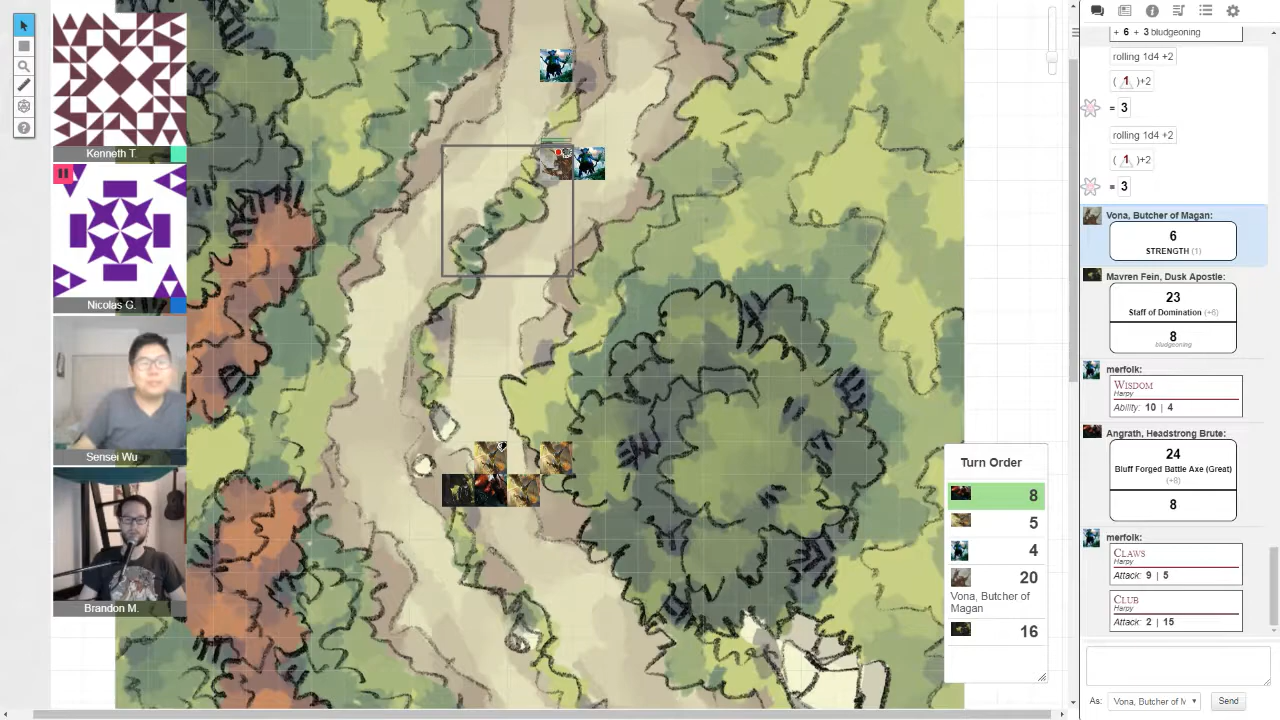 Kenneth T.
Nicolas G.
Sensei Wu
Brandon M.
Turn Order
8
5
4
20
Vona, Butcher of
Magan
16
+ 6 + 3 bludgeoning
rolling 1d4 +2
( 1 )+2
= 3
rolling 1d4 +2
( 1 )+2
= 3
Vona, Butcher of Magan:
6
STRENGTH (1)
Mavren Fein, Dusk Apostle:
23
Staff of Domination (+6)
8
bludgeoning
merfolk:
WISDOM
Harpy
Ability: 10 | 4
Angrath, Headstrong Brute:
24
Bluff Forged Battle Axe (Great)
(+8)
8
merfolk:
CLAWS
Harpy
Attack: 9 | 5
CLUB
Harpy
Attack: 2 | 15
As:
Vona, Butcher of M
Send